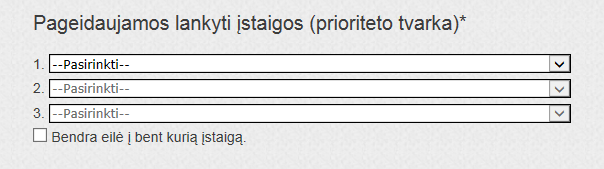 Pageidaujamos lankyti įstaigos (prioriteto tvarka)*
1. --Pasirinkti--
2. --Pasirinkti--
3. --Pasirinkti--
Bendra eilė į bent kurią įstaigą.